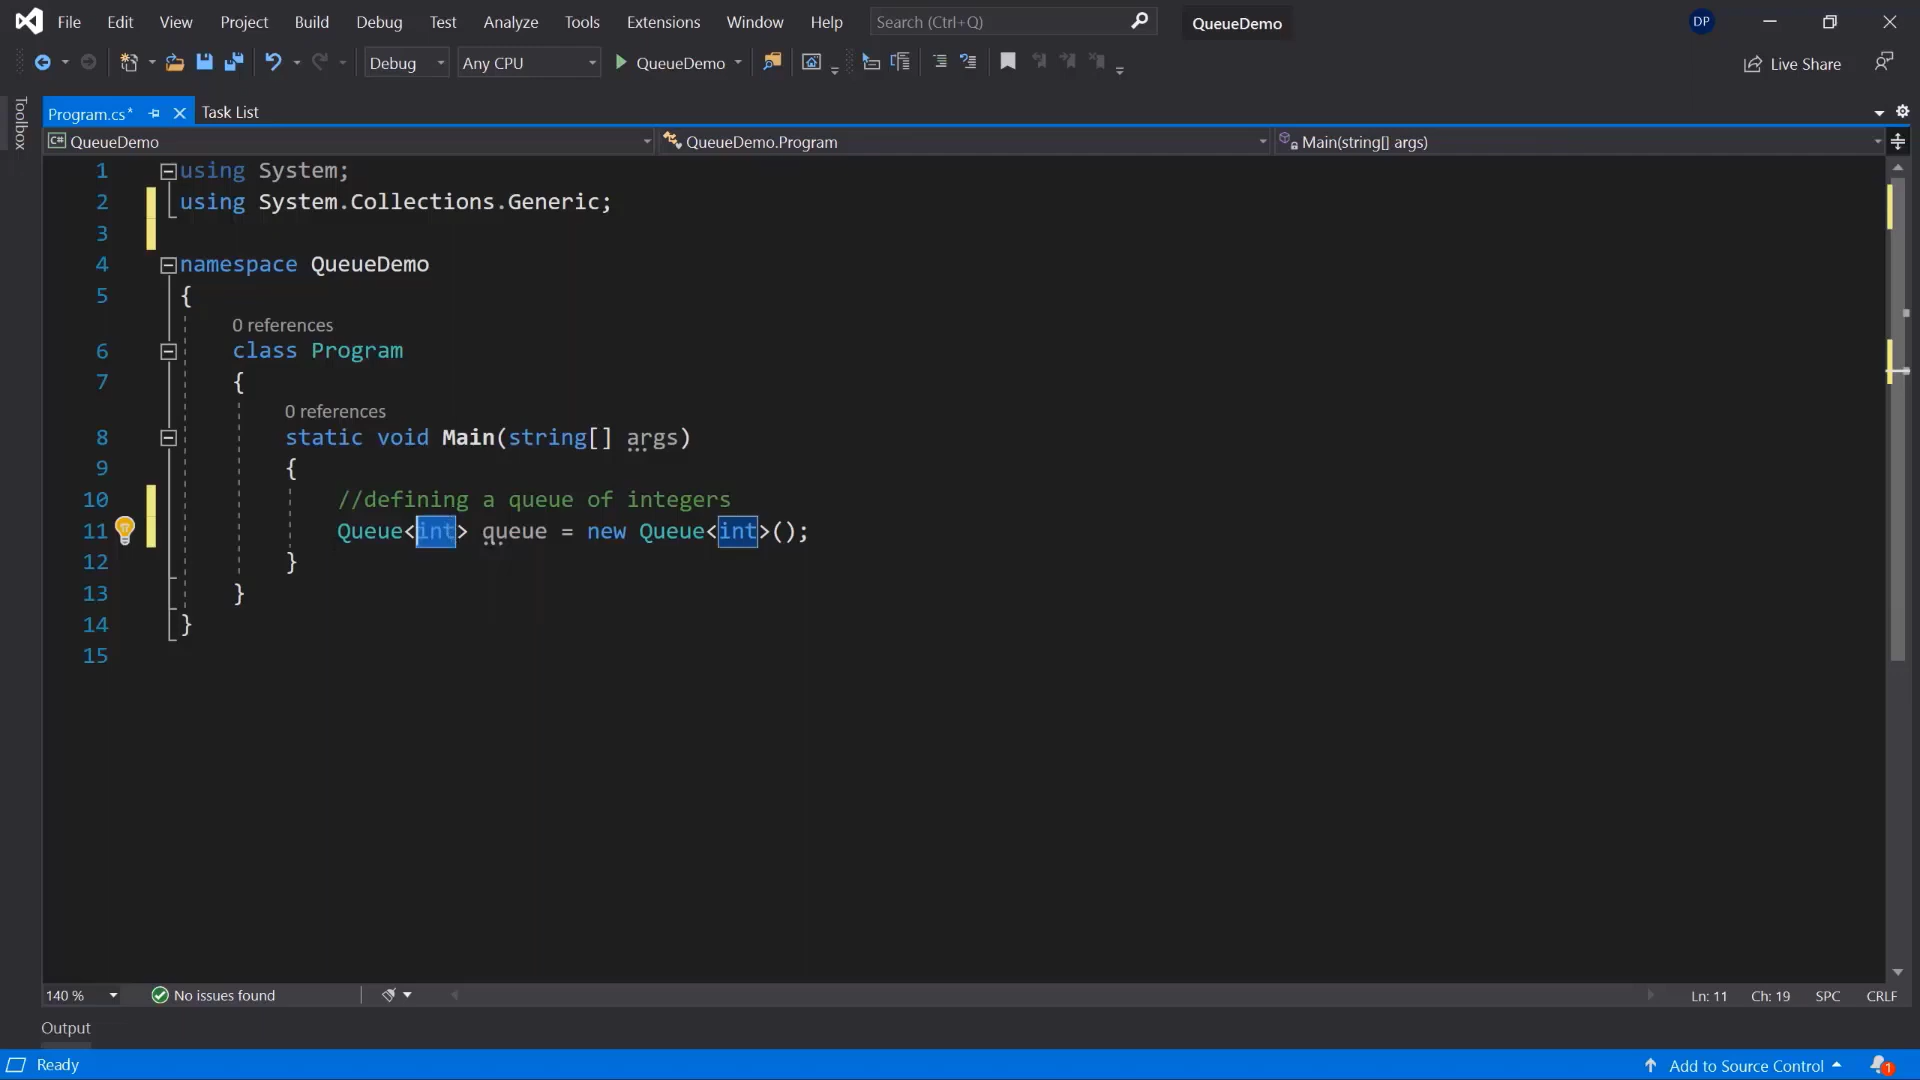 File Edit View Project Build Debug Test Analyze Tools Extensions Window Help Search (Ctrl+Q) QueueDemo DP
Debug Any CPU QueueDemo Live Share
Toolbox
Program.cs* Task List
C# QueueDemo QueueDemo.Program Main(string[] args)
1 using System;
2 using System.Collections.Generic;
3
4 namespace QueueDemo
5 {
0 references
6 class Program
7 {
0 references
8 static void Main(string[] args)
9 {
10 //defining a queue of integers
11 Queue<int> queue = new Queue<int>();
12 }
13 }
14 }
15
140 % No issues found Ln: 11 Ch: 19 SPC CRLF
Output
Ready Add to Source Control 1